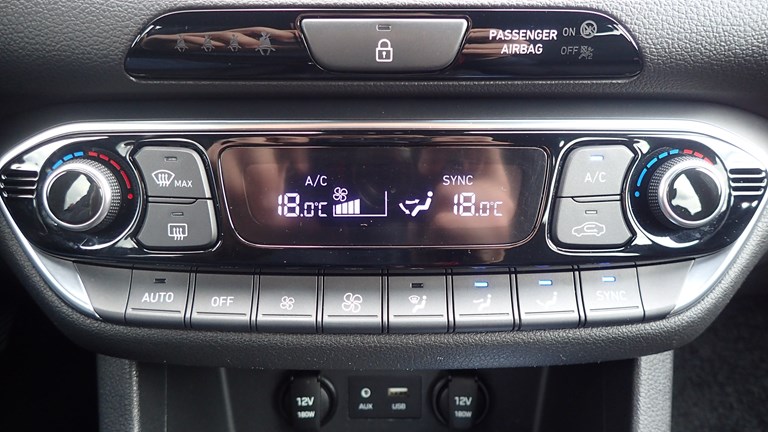 PASSENGER AIRBAG ON
OFF
A/C SYNC
18.0°C 18.0°C
MAX
A/C
AUTO OFF SYNC
12V 180W
AUX USB
12V 180W